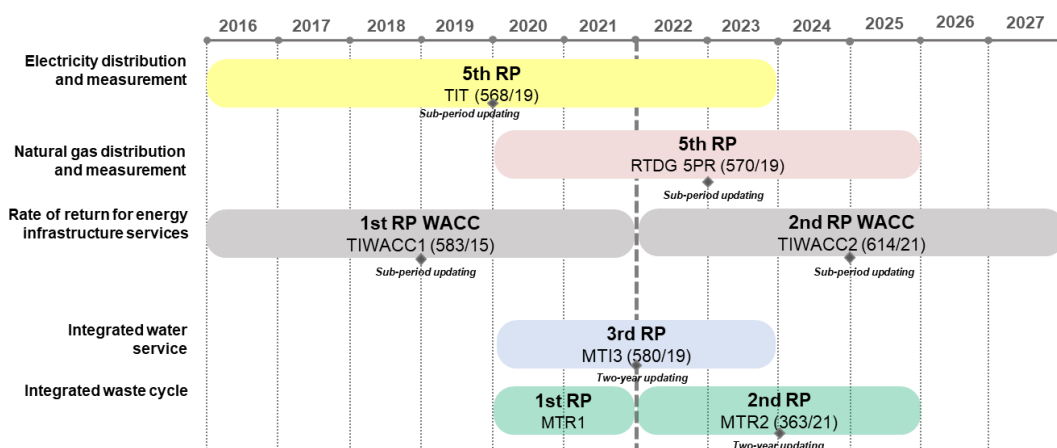 2016 2017 2018 2019 2020 2021 2022 2023 2024 2025 2026 2027
Electricity distribution
and measurement
5th RP
TIT (568/19)
Sub-period updating
Natural gas distribution
and measurement
5th RP
RTDG 5PR (570/19)
Sub-period updating
Rate of return for energy
infrastructure services
1st RP WACC
TIWACC1 (583/15)
Sub-period updating
2nd RP WACC
TIWACC2 (614/21)
Sub-period updating
Integrated water
service
3rd RP
MTI3 (580/19)
Two-year updating
Integrated waste cycle
1st RP
MTR1
2nd RP
MTR2 (363/21)
Two-year updating